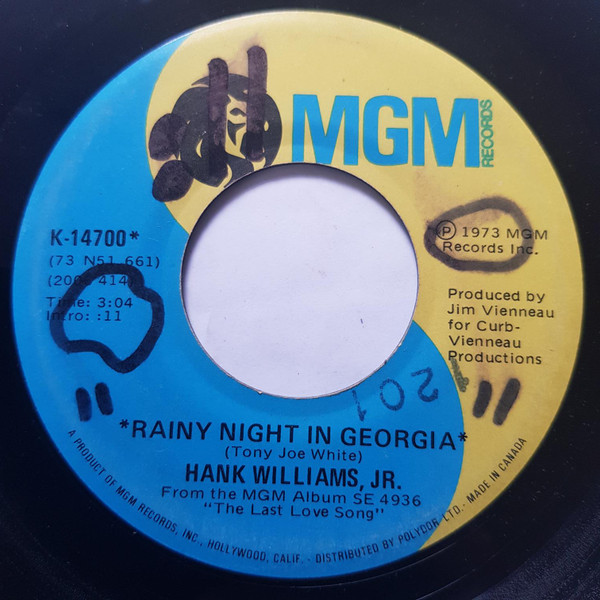 MGM
RECORDS
K-14700*
(73 N51 661)
Time: 3:04
Intro: :11
℗ 1973 MGM
Records Inc.
Produced by
Jim Vienneau
for Curb-
Vienneau
Productions
201
*RAINY NIGHT IN GEORGIA*
(Tony Joe White)
HANK WILLIAMS, JR.
From the MGM Album SE 4936
"The Last Love Song"
A PRODUCT OF MGM RECORDS, INC., HOLLYWOOD, CALIF. - DISTRIBUTED BY POLYDOR LTD. - MADE IN CANADA